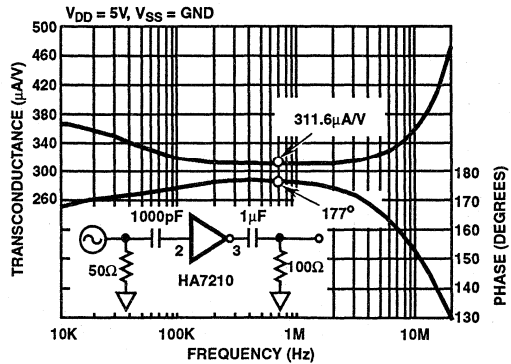 VDD = 5V, VSS = GND
TRANSCONDUCTANCE (μA/V)
500
460
420
380
340
300
260
311.6μA/V
177°
180
170
160
150
140
130
PHASE (DEGREES)
1000pF
1μF
2
3
50Ω
HA7210
100Ω
10K
100K
1M
10M
FREQUENCY (Hz)